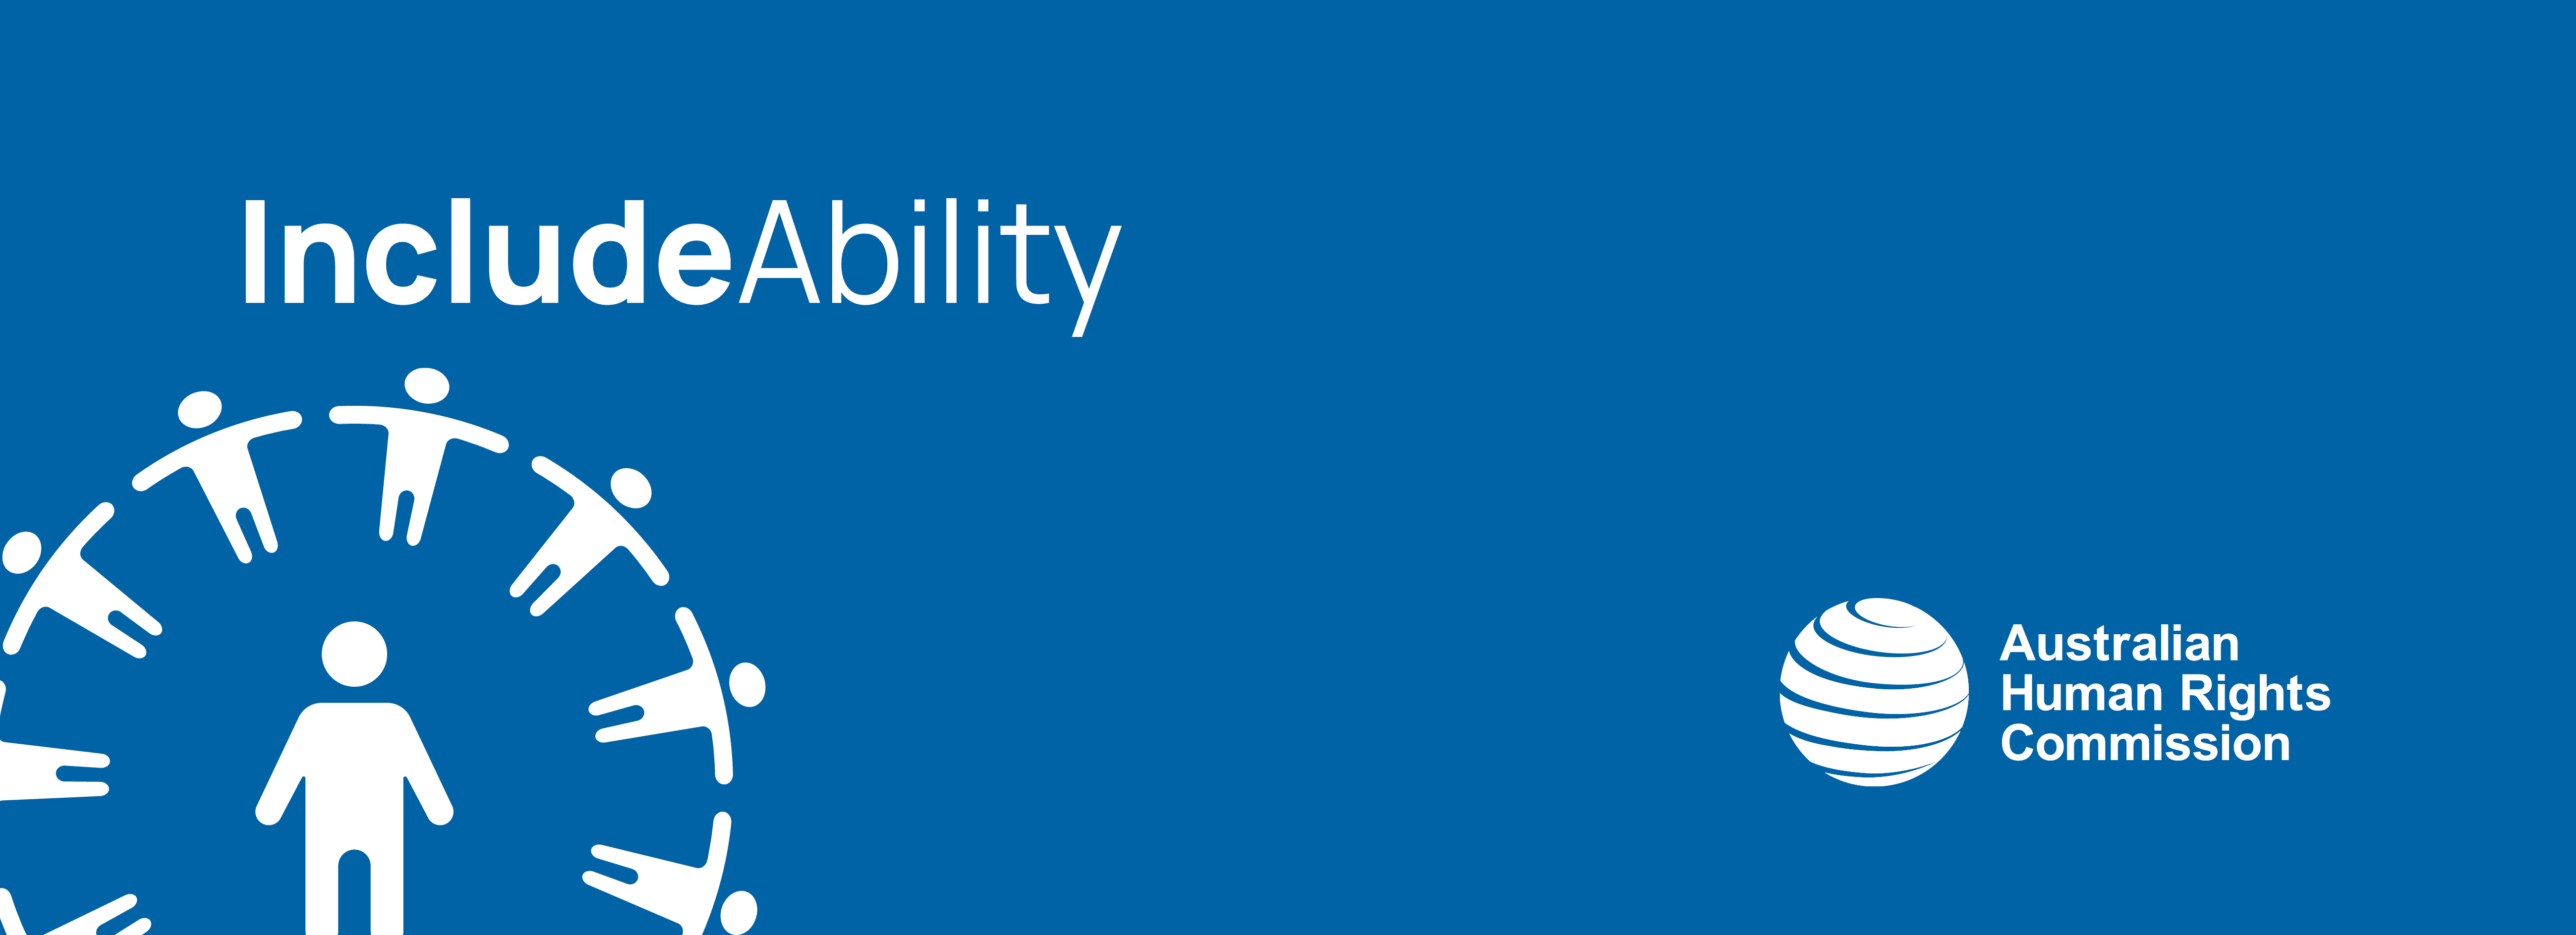 IncludeAbility
Australian
Human Rights
Commission